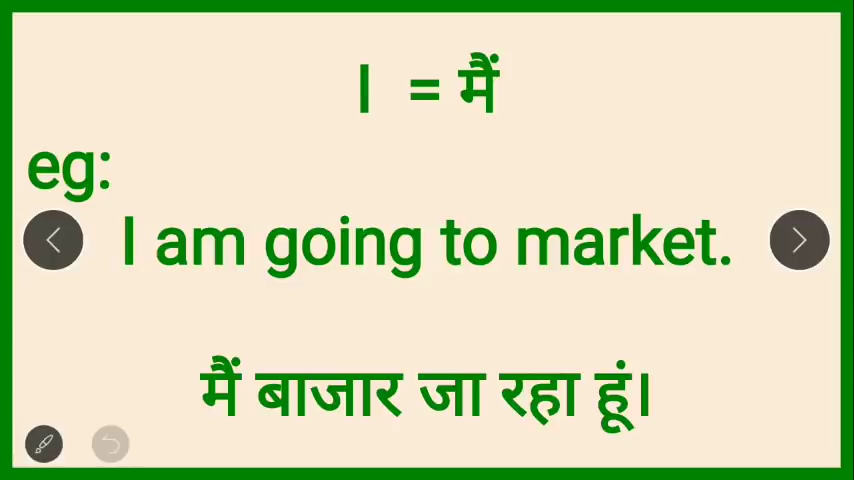 I = मैं
eg:
I am going to market.
मैं बाजार जा रहा हूं।